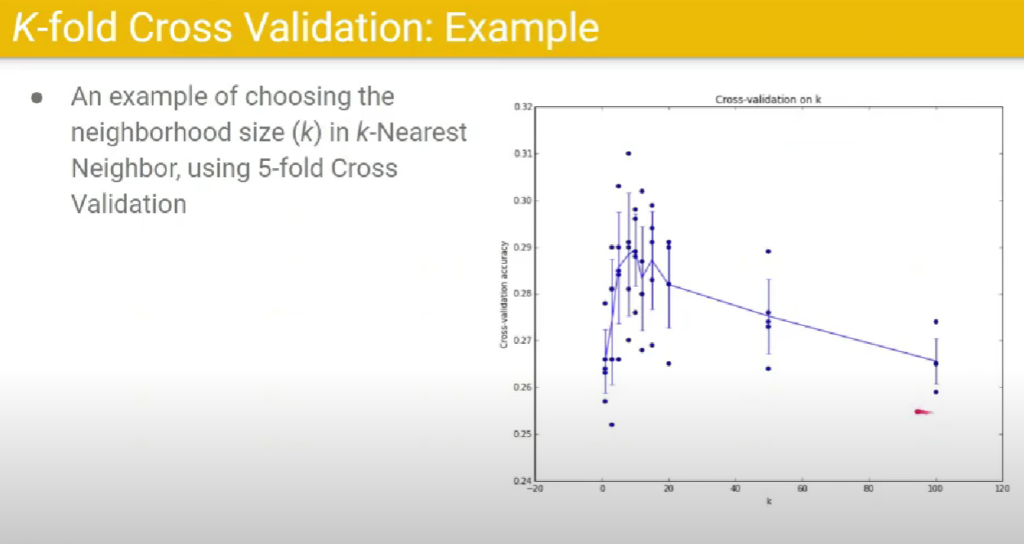 K-fold Cross Validation: Example
● An example of choosing the
neighborhood size (k) in k-Nearest
Neighbor, using 5-fold Cross
Validation
Cross-validation on k
Cross-validation accuracy
0.32
0.31
0.30
0.29
0.28
0.27
0.26
0.25
0.24
−20
0
20
40
60
80
100
120
k